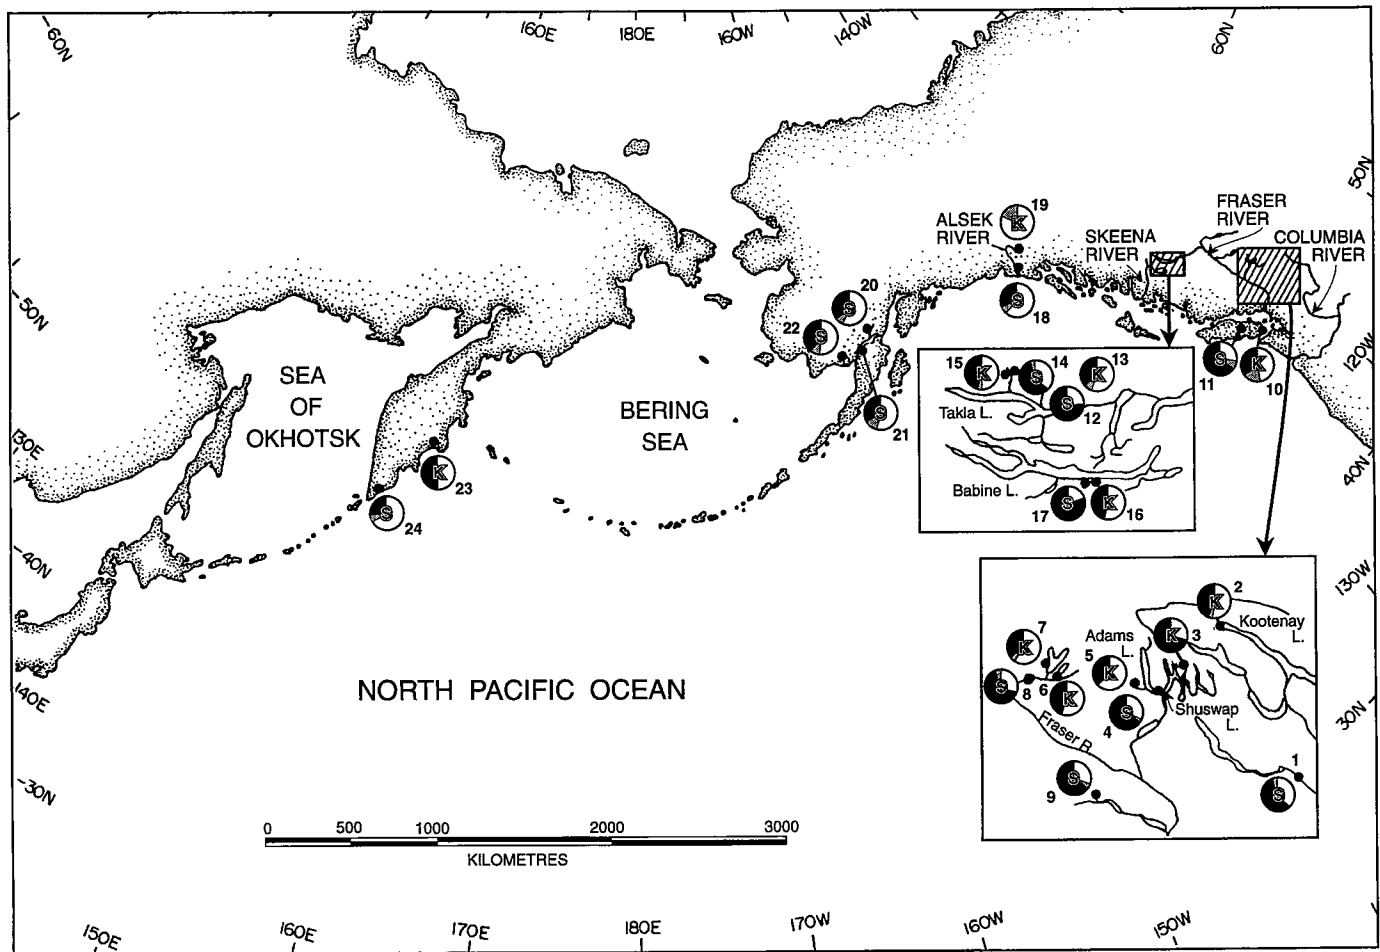 60N
160E
180E
160W
140W
60N
50N
50N
120W
130E
40N
40N
130W
140E
30N
30N
150E
160E
170E
180E
170W
160W
150W
SEA
OF
OKHOTSK
BERING
SEA
NORTH PACIFIC OCEAN
ALSEK
RIVER
SKEENA
RIVER
FRASER
RIVER
COLUMBIA
RIVER
19
K
S
18
20
S
22
S
S
21
K
23
S
24
S
11
K
10
15
K
S
14
K
13
S
12
Takla L.
Babine L.
17
S
K
16
2
K
Kootenay
L.
K
3
Adams
L.
7
K
5
K
S
8
6
K
S
4
Shuswap
L.
Fraser R.
S
9
1
S
0
500
1000
2000
3000
KILOMETRES